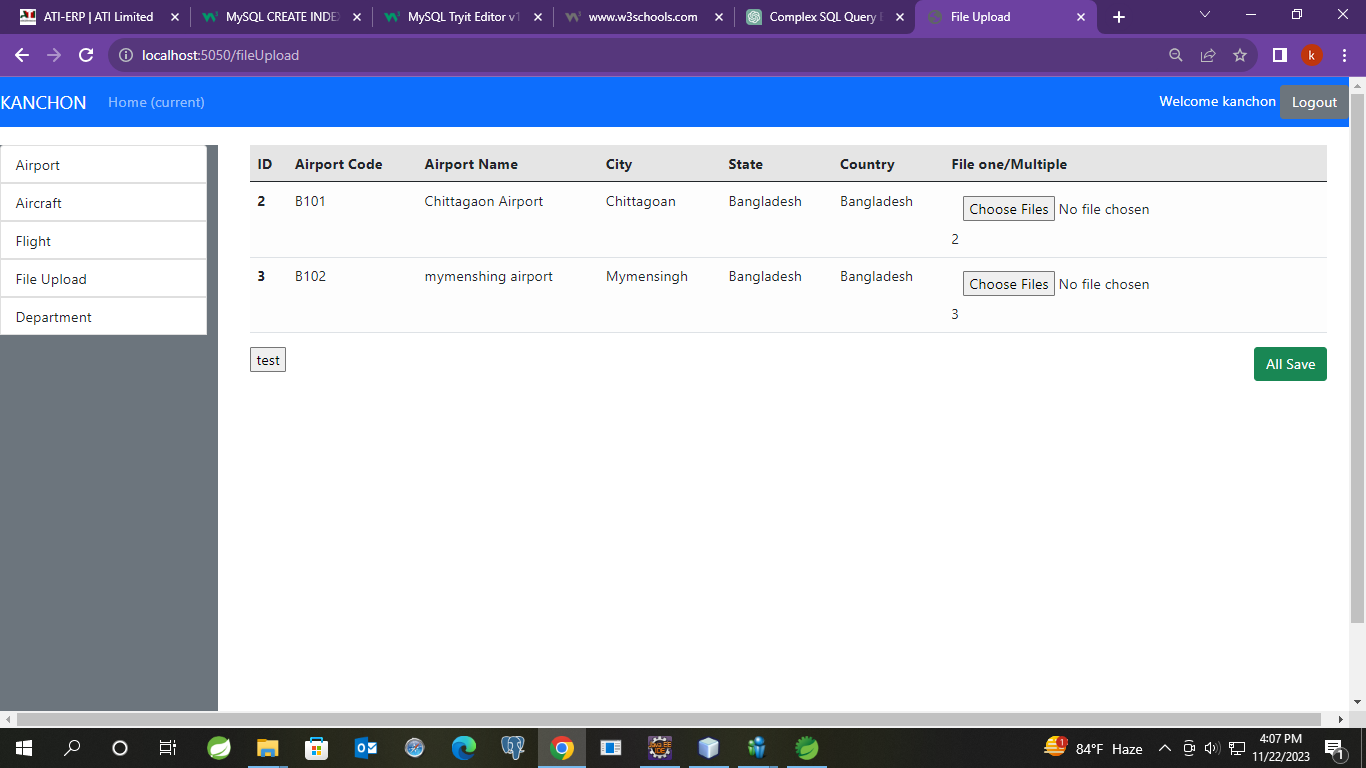 ATI-ERP | ATI Limited
MySQL CREATE INDE
MySQL Tryit Editor v1
www.w3schools.com
Complex SQL Query
File Upload
localhost:5050/fileUpload
k
KANCHON Home (current) Welcome kanchon Logout
Airport
Aircraft
Flight
File Upload
Department
ID Airport Code Airport Name City State Country File one/Multiple
2 B101 Chittagaon Airport Chittagoan Bangladesh Bangladesh Choose Files No file chosen
2
3 B102 mymenshing airport Mymensingh Bangladesh Bangladesh Choose Files No file chosen
3
test All Save
84°F Haze
4:07 PM
11/22/2023
1